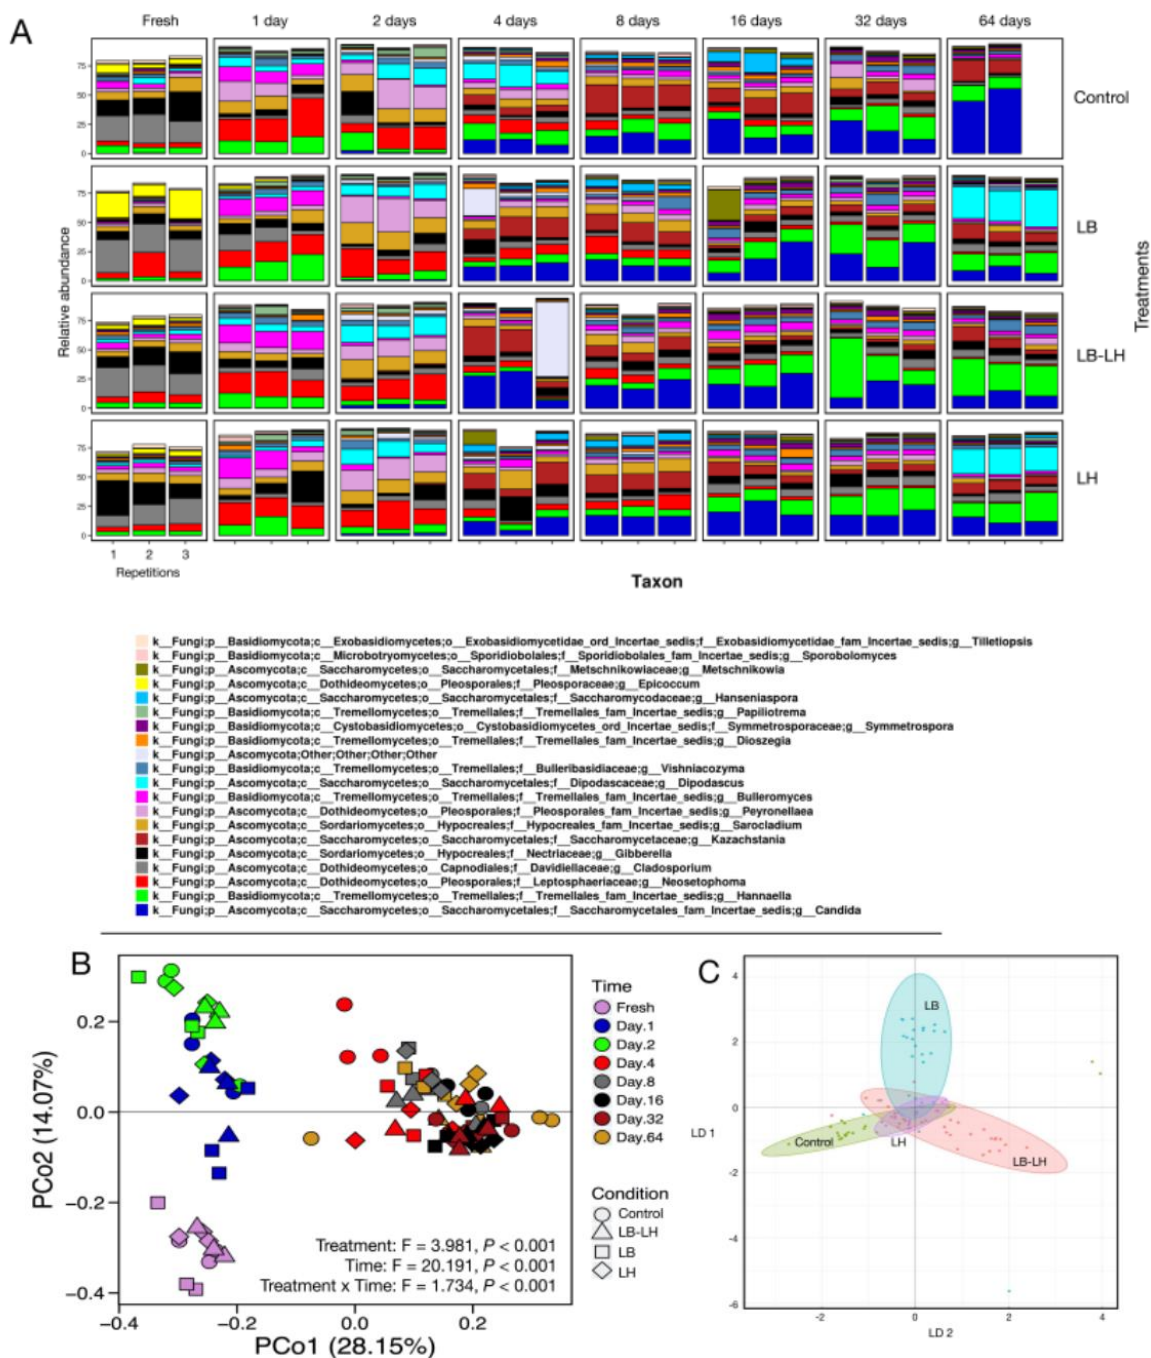 A
Fresh 1 day 2 days 4 days 8 days 16 days 32 days 64 days
75
50
25
0
Control
75
50
25
0
LB
75
50
25
0
LB-LH
75
50
25
0
LH
Relative abundance
Treatments
1 2 3
Repetitions
Taxon
k__Fungi;p__Basidiomycota;c__Exobasidiomycetes;o__Exobasidiomycetidae_ord_Incertae_sedis;f__Exobasidiomycetidae_fam_Incertae_sedis;g__Tilletiopsis
k__Fungi;p__Basidiomycota;c__Microbotryomycetes;o__Sporidiobolales;f__Sporidiobolales_fam_Incertae_sedis;g__Sporobolomyces
k__Fungi;p__Ascomycota;c__Saccharomycetes;o__Saccharomycetales;f__Metschnikowiaceae;g__Metschnikowia
k__Fungi;p__Ascomycota;c__Dothideomycetes;o__Pleosporales;f__Pleosporaceae;g__Epicoccum
k__Fungi;p__Ascomycota;c__Saccharomycetes;o__Saccharomycetales;f__Saccharomycodaceae;g__Hanseniaspora
k__Fungi;p__Basidiomycota;c__Tremellomycetes;o__Tremellales;f__Tremellales_fam_Incertae_sedis;g__Papiliotrema
k__Fungi;p__Basidiomycota;c__Cystobasidiomycetes;o__Cystobasidiomycetes_ord_Incertae_sedis;f__Symmetrosporaceae;g__Symmetrospora
k__Fungi;p__Basidiomycota;c__Tremellomycetes;o__Tremellales;f__Tremellales_fam_Incertae_sedis;g__Dioszegia
k__Fungi;p__Ascomycota;Other;Other;Other;Other
k__Fungi;p__Basidiomycota;c__Tremellomycetes;o__Tremellales;f__Bulleribasidiaceae;g__Vishniacozyma
k__Fungi;p__Ascomycota;c__Saccharomycetes;o__Saccharomycetales;f__Dipodascaceae;g__Dipodascus
k__Fungi;p__Basidiomycota;c__Tremellomycetes;o__Tremellales;f__Tremellales_fam_Incertae_sedis;g__Bulleromyces
k__Fungi;p__Ascomycota;c__Dothideomycetes;o__Pleosporales;f__Pleosporales_fam_Incertae_sedis;g__Peyronellaea
k__Fungi;p__Ascomycota;c__Sordariomycetes;o__Hypocreales;f__Hypocreales_fam_Incertae_sedis;g__Sarocladium
k__Fungi;p__Ascomycota;c__Saccharomycetes;o__Saccharomycetales;f__Saccharomycetaceae;g__Kazachstania
k__Fungi;p__Ascomycota;c__Sordariomycetes;o__Hypocreales;f__Nectriaceae;g__Gibberella
k__Fungi;p__Ascomycota;c__Dothideomycetes;o__Capnodiales;f__Davidiellaceae;g__Cladosporium
k__Fungi;p__Ascomycota;c__Dothideomycetes;o__Pleosporales;f__Leptosphaeriaceae;g__Neosetophoma
k__Fungi;p__Basidiomycota;c__Tremellomycetes;o__Tremellales;f__Tremellales_fam_Incertae_sedis;g__Hannaella
k__Fungi;p__Ascomycota;c__Saccharomycetes;o__Saccharomycetales;f__Saccharomycetales_fam_Incertae_sedis;g__Candida
B
0.2
0.0
−0.2
−0.4
PCo2 (14.07%)
Treatment: F = 3.981, P < 0.001
Time: F = 20.191, P < 0.001
Treatment x Time: F = 1.734, P < 0.001
−0.4 −0.2 0.0 0.2
PCo1 (28.15%)
Time
Fresh
Day.1
Day.2
Day.4
Day.8
Day.16
Day.32
Day.64
Condition
Control
LB-LH
LB
LH
C
4
2
0
-2
-4
-6
LD 1
LB
Control
LH
LB-LH
-2 0 2 4
LD 2